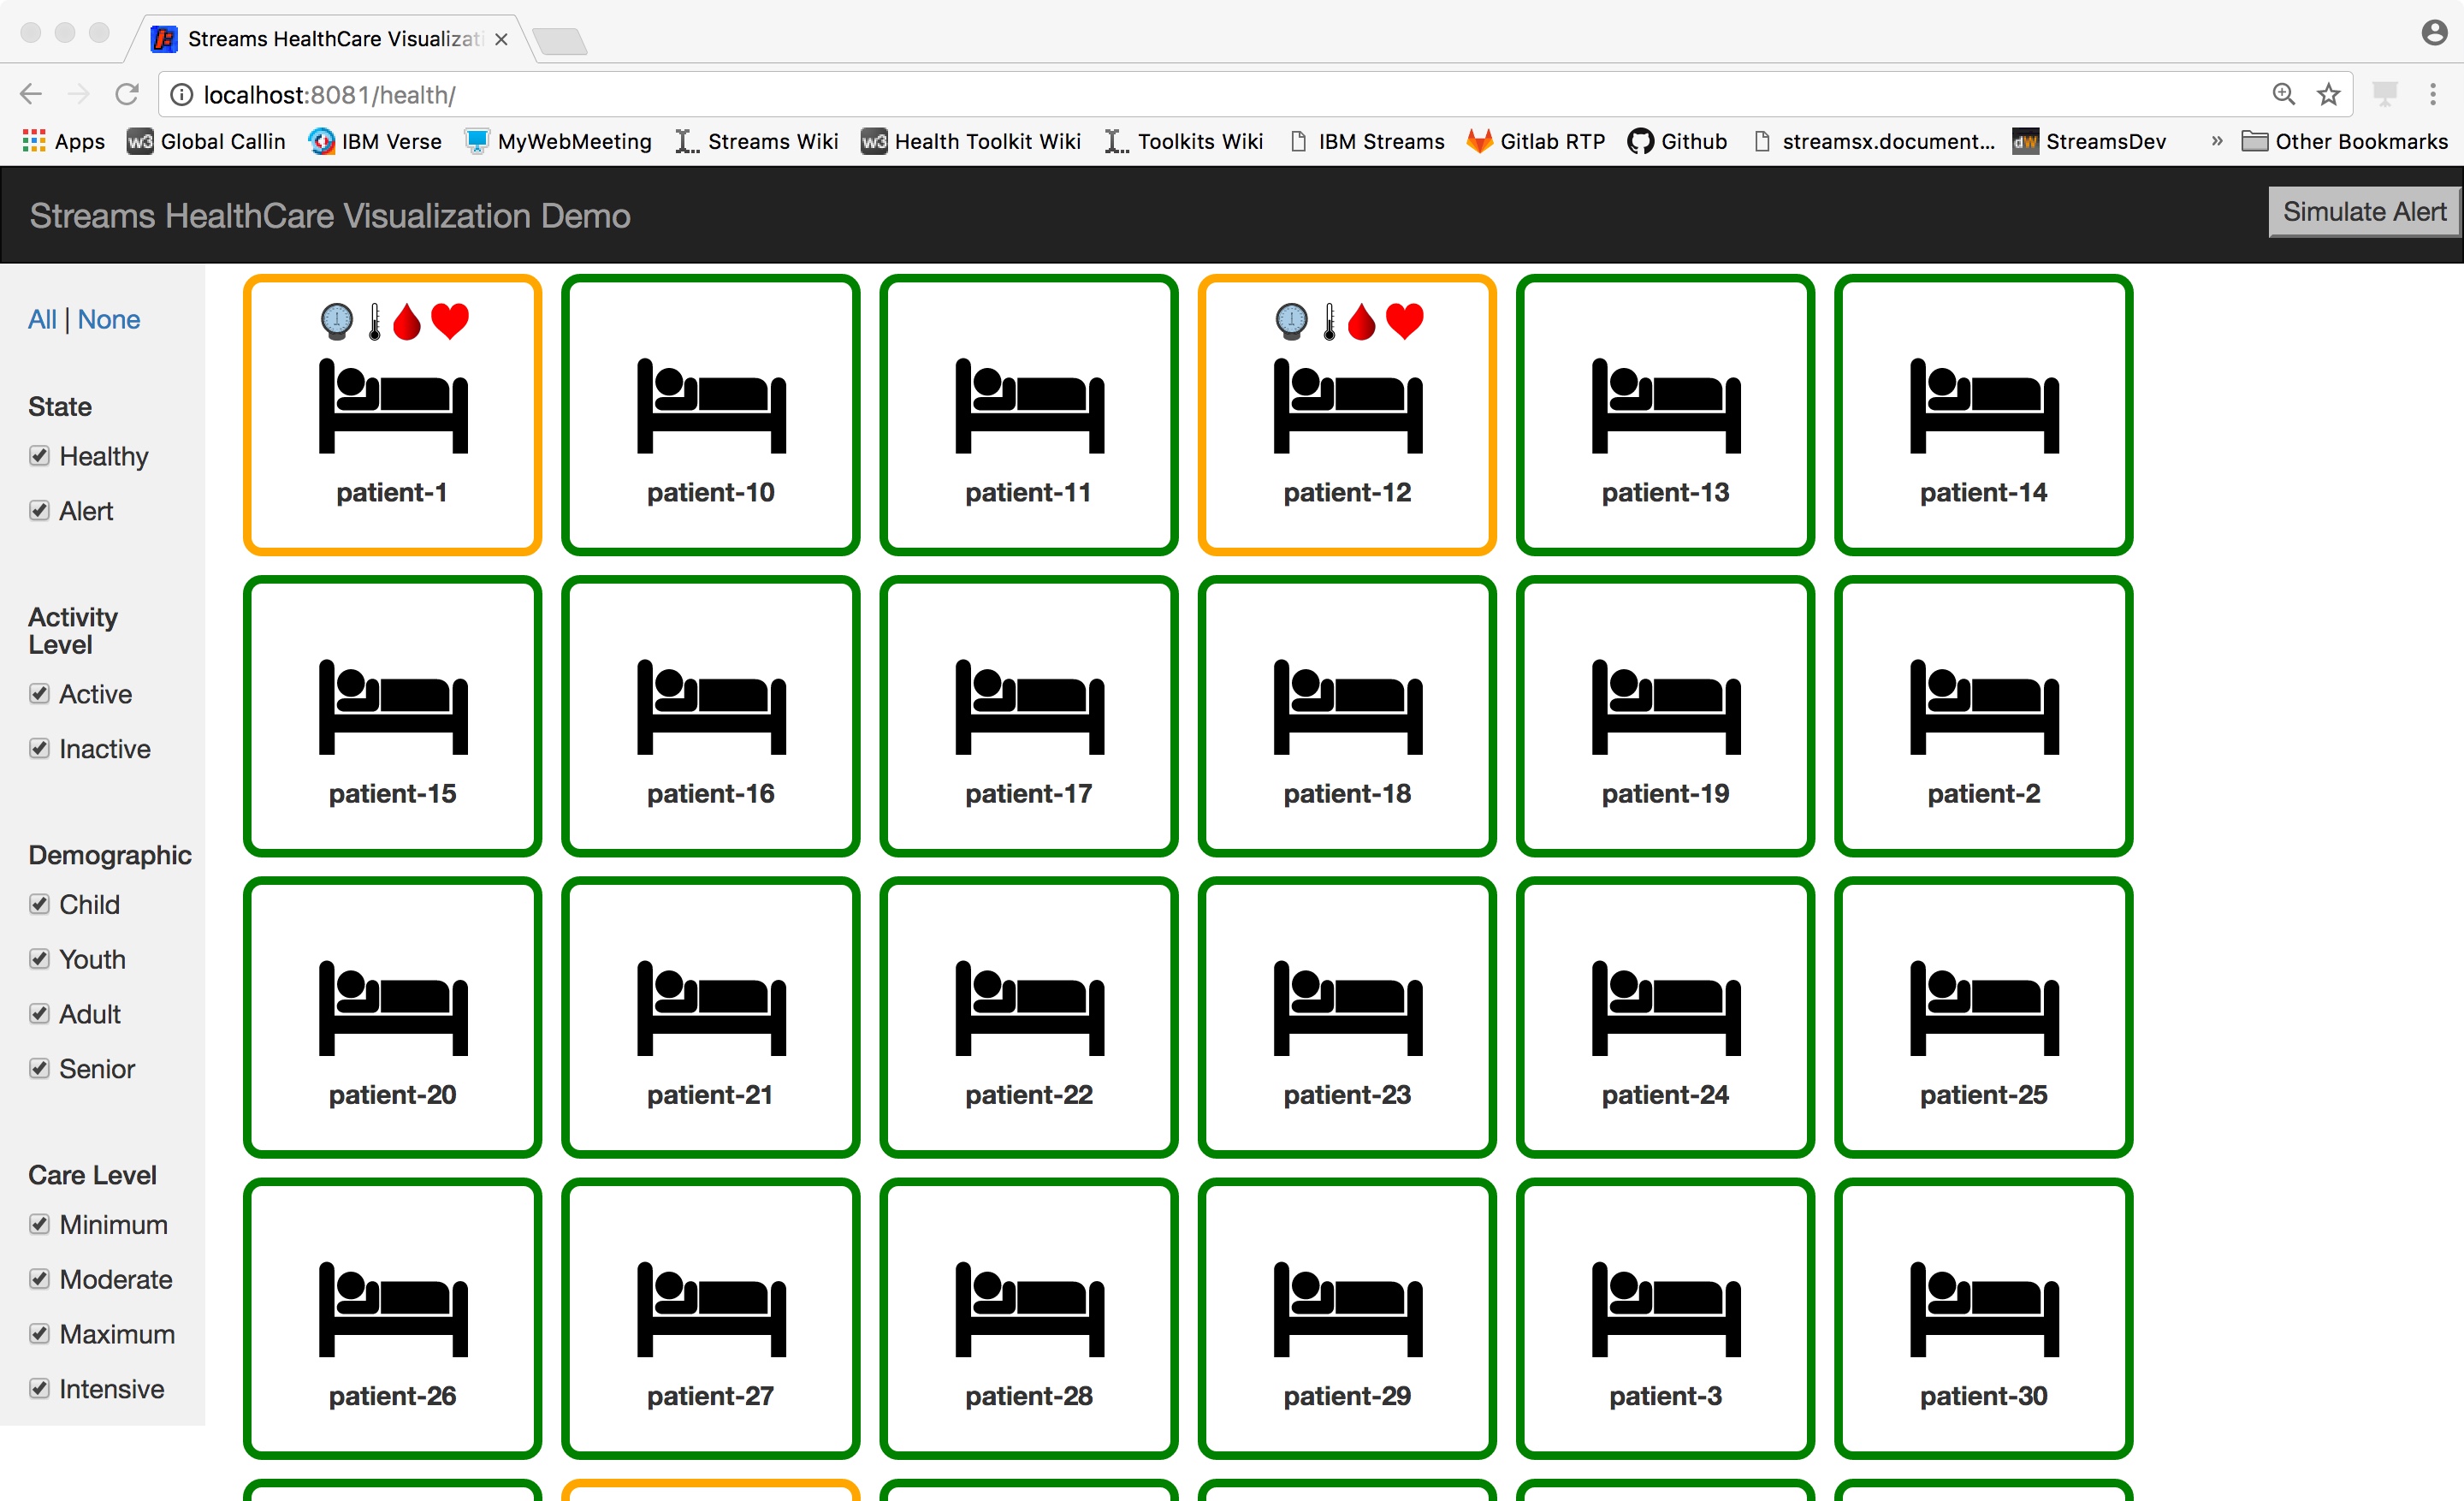 Streams HealthCare Visualizati
localhost:8081/health/
Apps Global Callin IBM Verse MyWebMeeting Streams Wiki Health Toolkit Wiki Toolkits Wiki IBM Streams Gitlab RTP Github streamsx.document... StreamsDev » Other Bookmarks
Streams HealthCare Visualization Demo Simulate Alert
All | None
State
Healthy
Alert
Activity
Level
Active
Inactive
Demographic
Child
Youth
Adult
Senior
Care Level
Minimum
Moderate
Maximum
Intensive
patient-1 patient-10 patient-11 patient-12 patient-13 patient-14
patient-15 patient-16 patient-17 patient-18 patient-19 patient-2
patient-20 patient-21 patient-22 patient-23 patient-24 patient-25
patient-26 patient-27 patient-28 patient-29 patient-3 patient-30